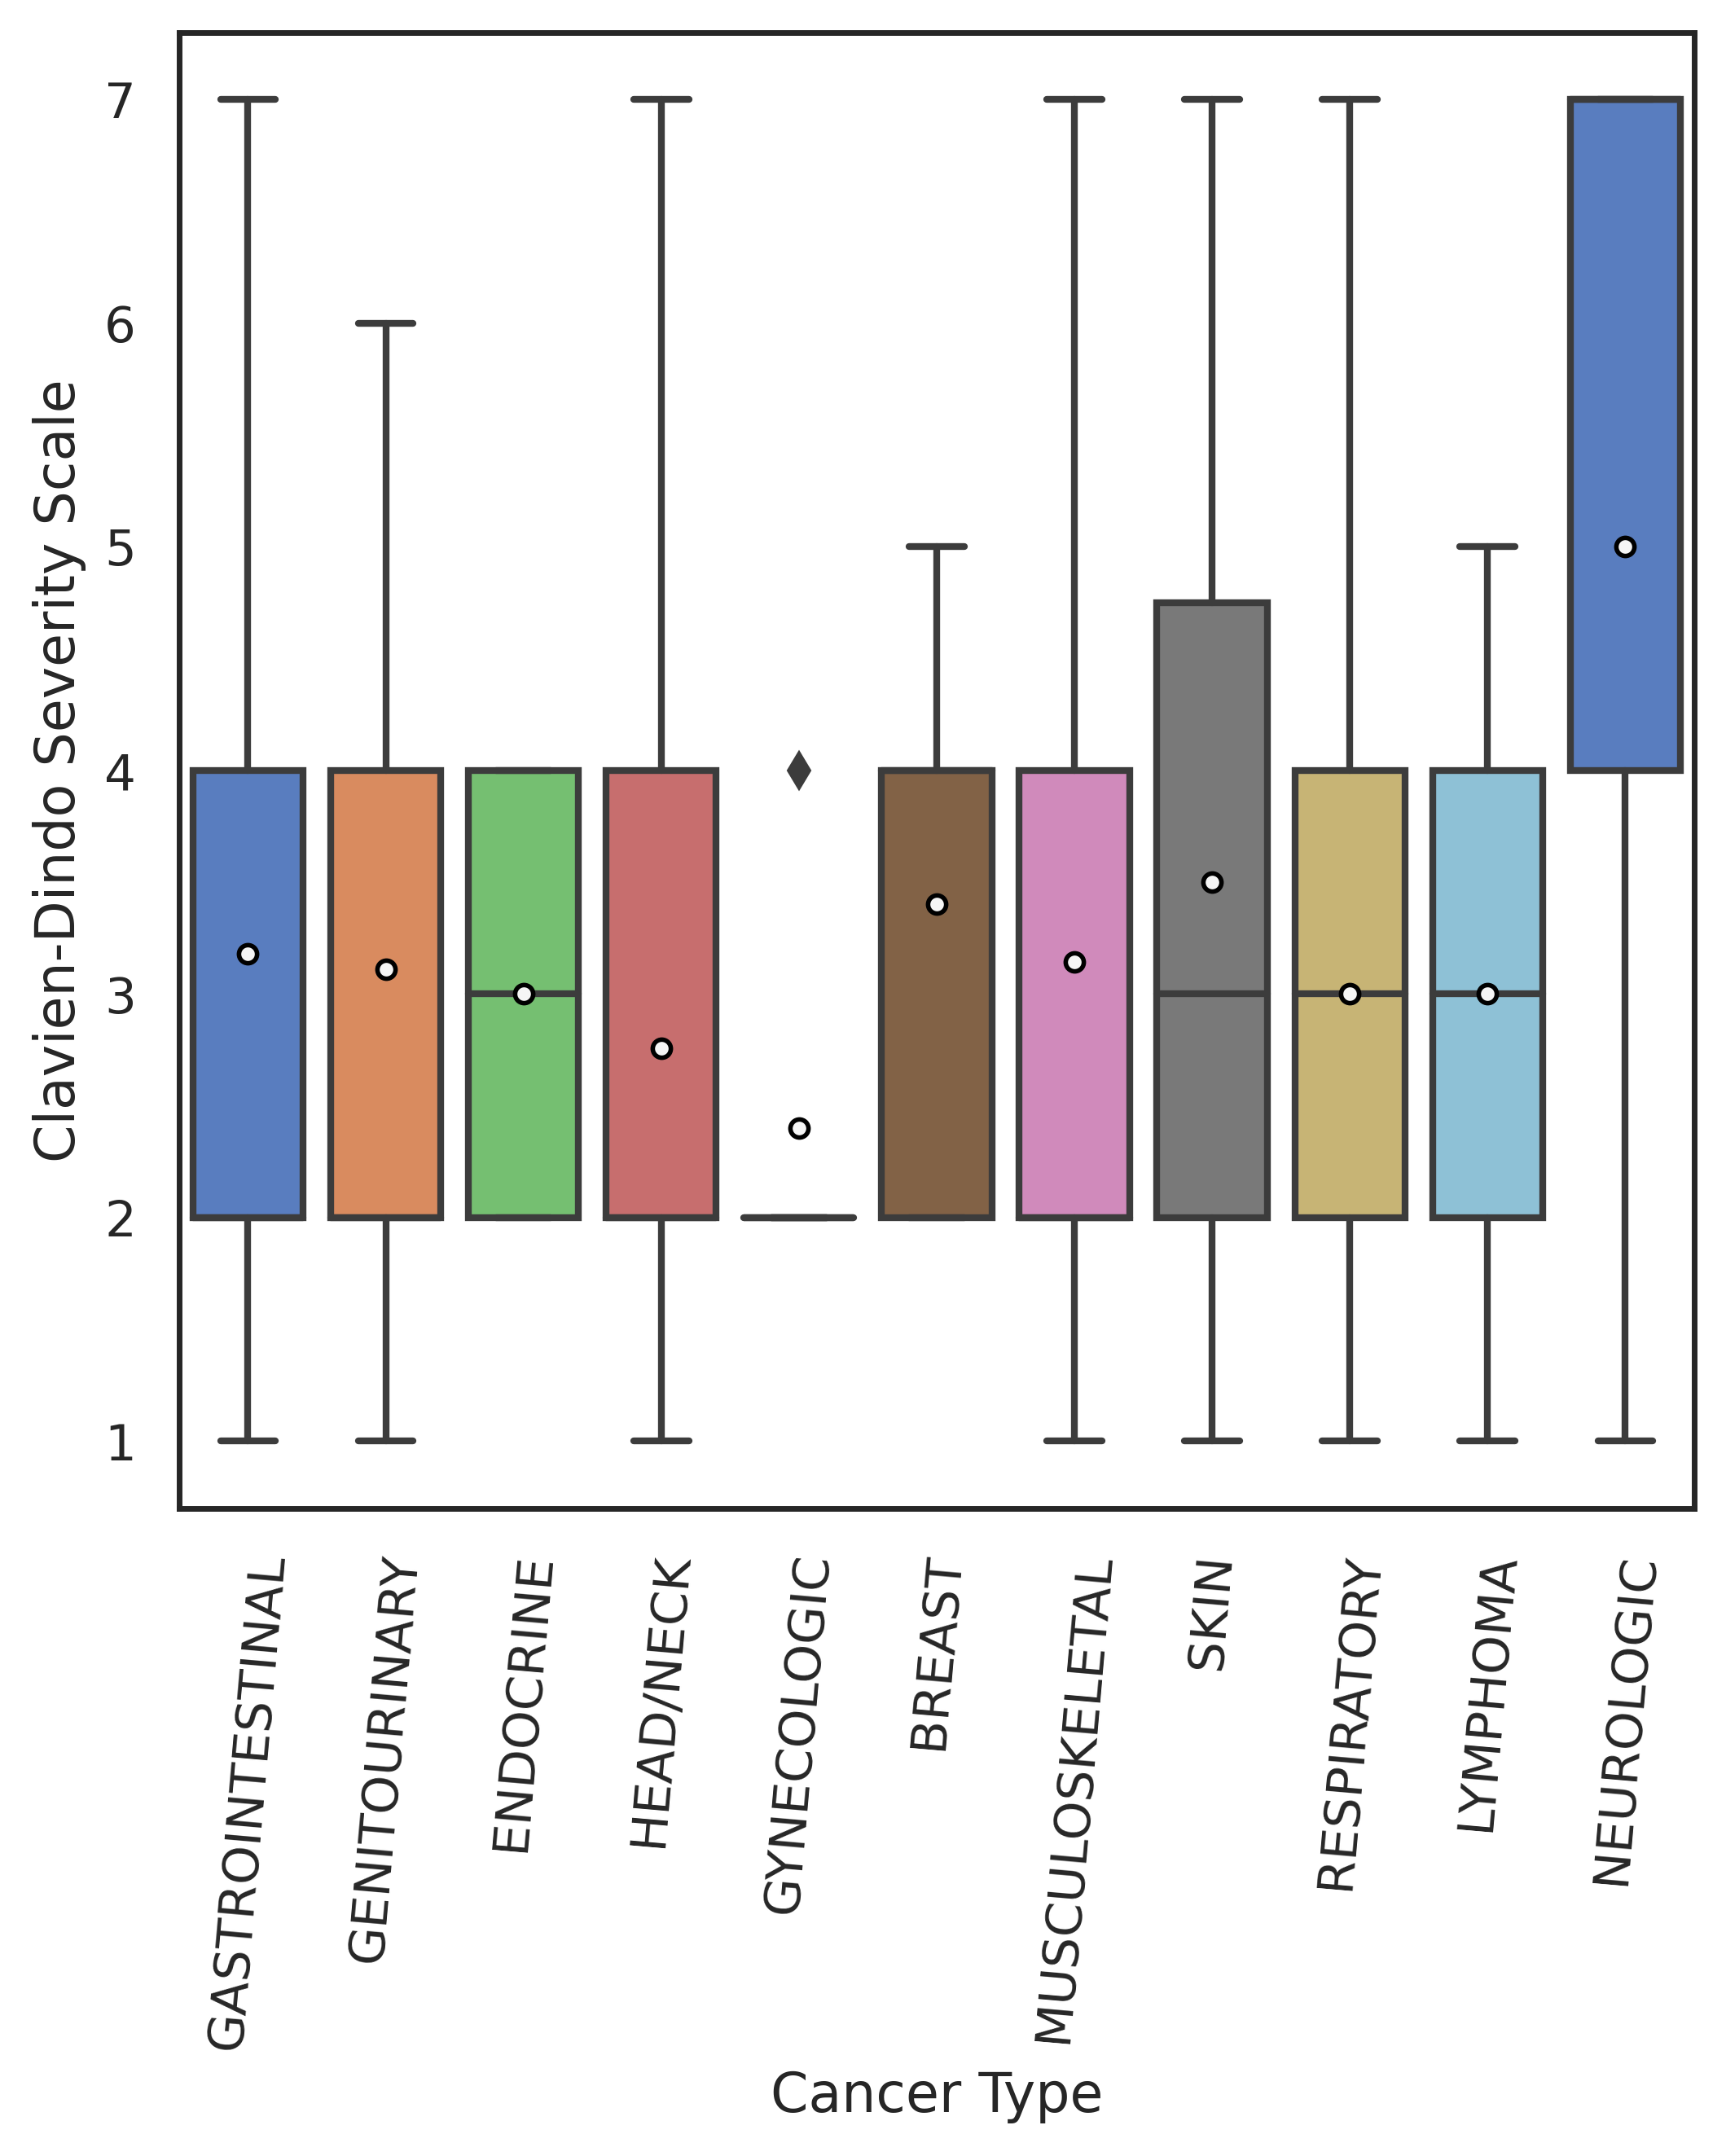 Clavien-Dindo Severity Scale
7
6
5
4
3
2
1
GASTROINTESTINAL
GENITOURINARY
ENDOCRINE
HEAD/NECK
GYNECOLOGIC
BREAST
MUSCULOSKELETAL
SKIN
RESPIRATORY
LYMPHOMA
NEUROLOGIC
Cancer Type